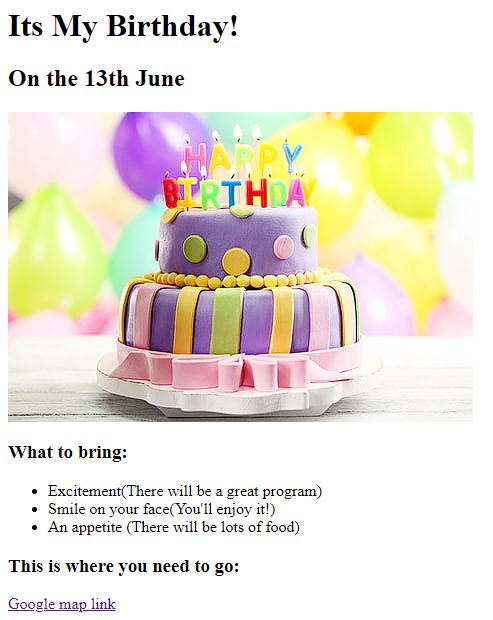 Its My Birthday!
On the 13th June
HAPPY
BIRTHDAY
What to bring:
Excitement(There will be a great program)
Smile on your face(You'll enjoy it!)
An appetite (There will be lots of food)
This is where you need to go:
Google map link